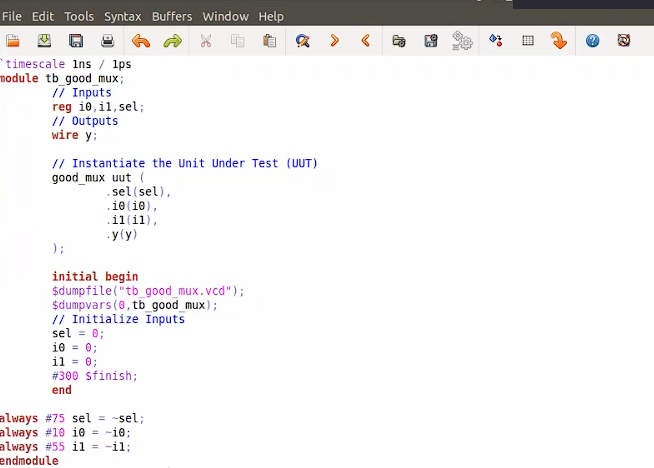 File Edit Tools Syntax Buffers Window Help
`timescale 1ns / 1ps
module tb_good_mux;
// Inputs
reg i0,i1,sel;
// Outputs
wire y;
// Instantiate the Unit Under Test (UUT)
good_mux uut (
.sel(sel),
.i0(i0),
.i1(i1),
.y(y)
);
initial begin
$dumpfile("tb_good_mux.vcd");
$dumpvars(0,tb_good_mux);
// Initialize Inputs
sel = 0;
i0 = 0;
i1 = 0;
#300 $finish;
end
always #75 sel = ~sel;
always #10 i0 = ~i0;
always #55 i1 = ~i1;
endmodule